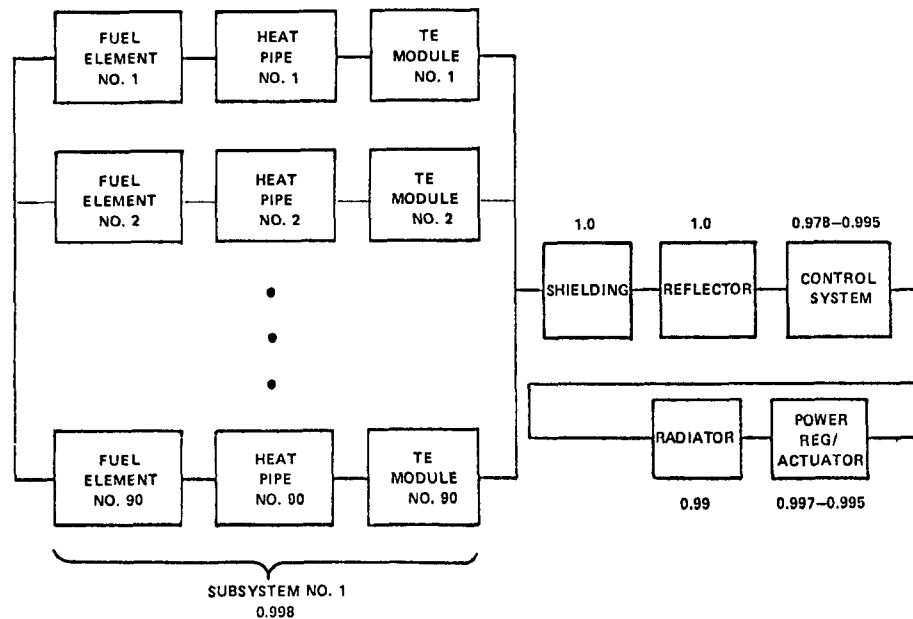 FUEL
ELEMENT
NO. 1
HEAT
PIPE
NO. 1
TE
MODULE
NO. 1
FUEL
ELEMENT
NO. 2
HEAT
PIPE
NO. 2
TE
MODULE
NO. 2
1.0
1.0
0.978–0.995
SHIELDING
REFLECTOR
CONTROL
SYSTEM
RADIATOR
POWER
REG/
ACTUATOR
0.99
0.997–0.995
FUEL
ELEMENT
NO. 90
HEAT
PIPE
NO. 90
TE
MODULE
NO. 90
SUBSYSTEM NO. 1
0.998